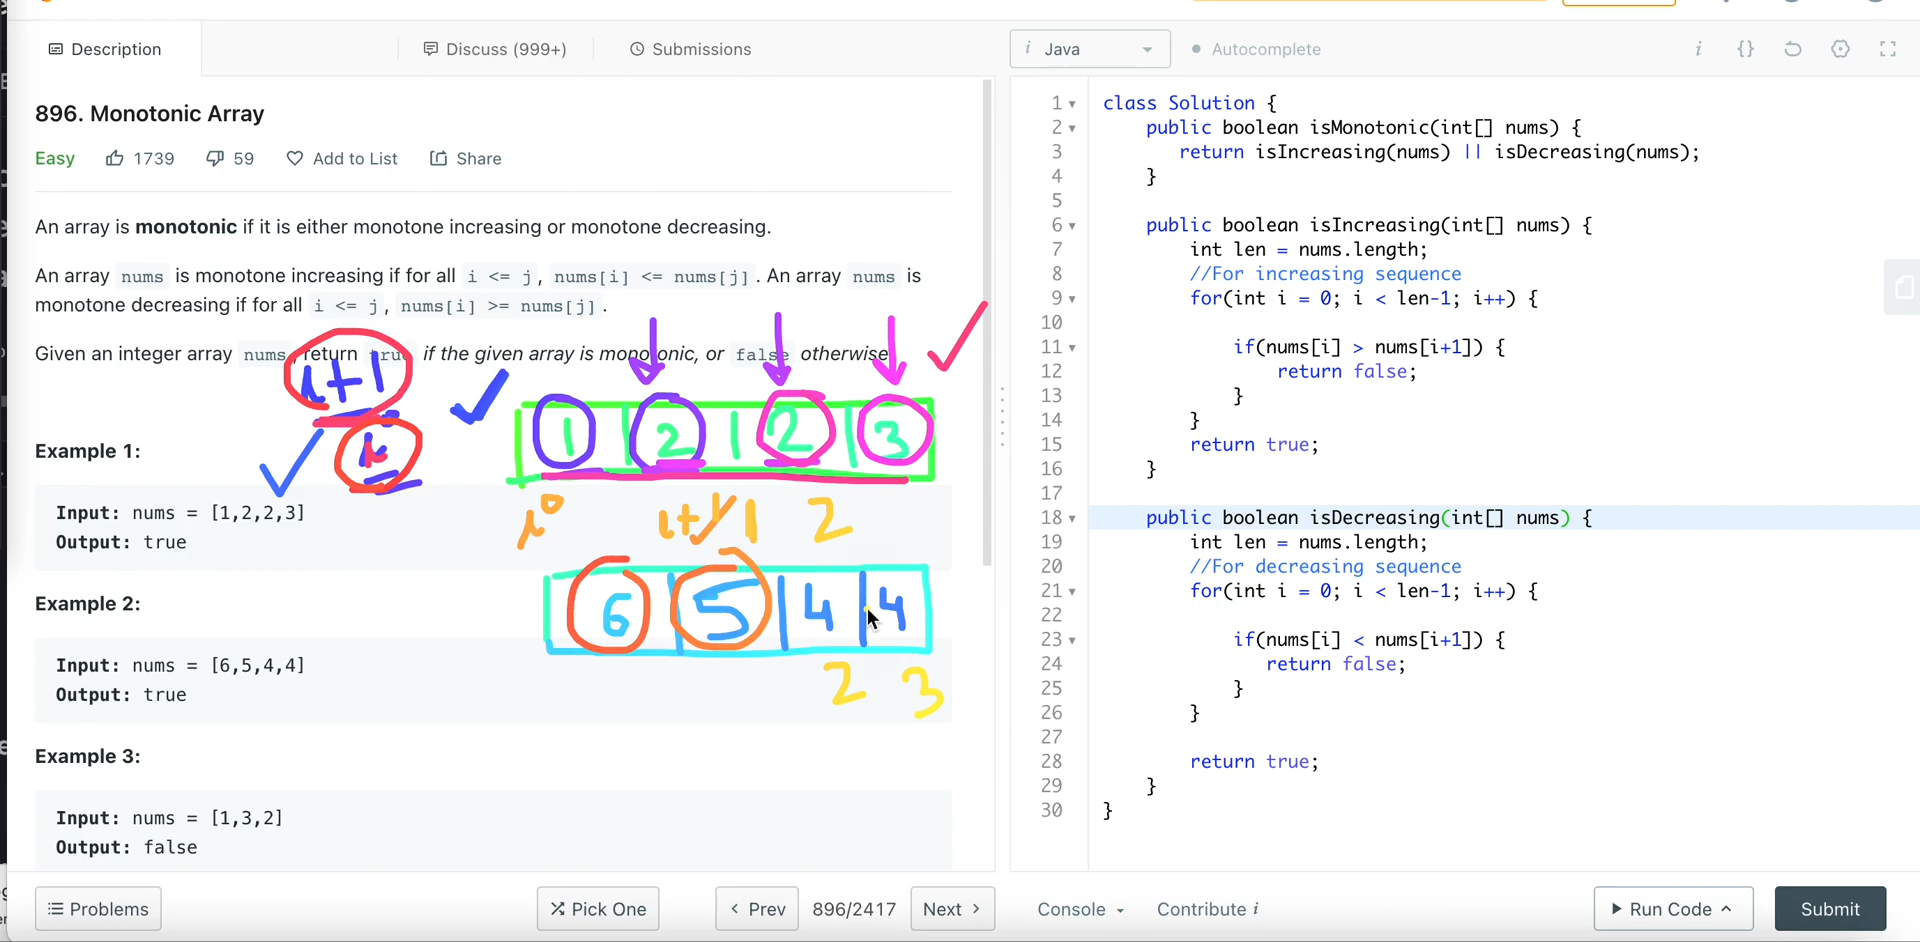 Description
Discuss (999+)
Submissions
896. Monotonic Array
Easy
1739
59
Add to List
Share
An array is monotonic if it is either monotone increasing or monotone decreasing.
An array nums is monotone increasing if for all i <= j, nums[i] <= nums[j]. An array nums is
monotone decreasing if for all i <= j, nums[i] >= nums[j].
Given an integer array nums, return true if the given array is monotonic, or false otherwise
i+1
i
1 2 2 3
i 0 i+1 1 2
6 5 4 4
2 3
Example 1:
Input: nums = [1,2,2,3]
Output: true
Example 2:
Input: nums = [6,5,4,4]
Output: true
Example 3:
Input: nums = [1,3,2]
Output: false
Problems
Pick One
Prev
896/2417
Next
i Java
Autocomplete
i {}
1 class Solution {
2 public boolean isMonotonic(int[] nums) {
3 return isIncreasing(nums) || isDecreasing(nums);
4 }
5
6 public boolean isIncreasing(int[] nums) {
7 int len = nums.length;
8 //For increasing sequence
9 for(int i = 0; i < len-1; i++) {
10
11 if(nums[i] > nums[i+1]) {
12 return false;
13 }
14 }
15 return true;
16 }
17
18 public boolean isDecreasing(int[] nums) {
19 int len = nums.length;
20 //For decreasing sequence
21 for(int i = 0; i < len-1; i++) {
22
23 if(nums[i] < nums[i+1]) {
24 return false;
25 }
26 }
27
28 return true;
29 }
30 }
Console
Contribute i
Run Code
Submit